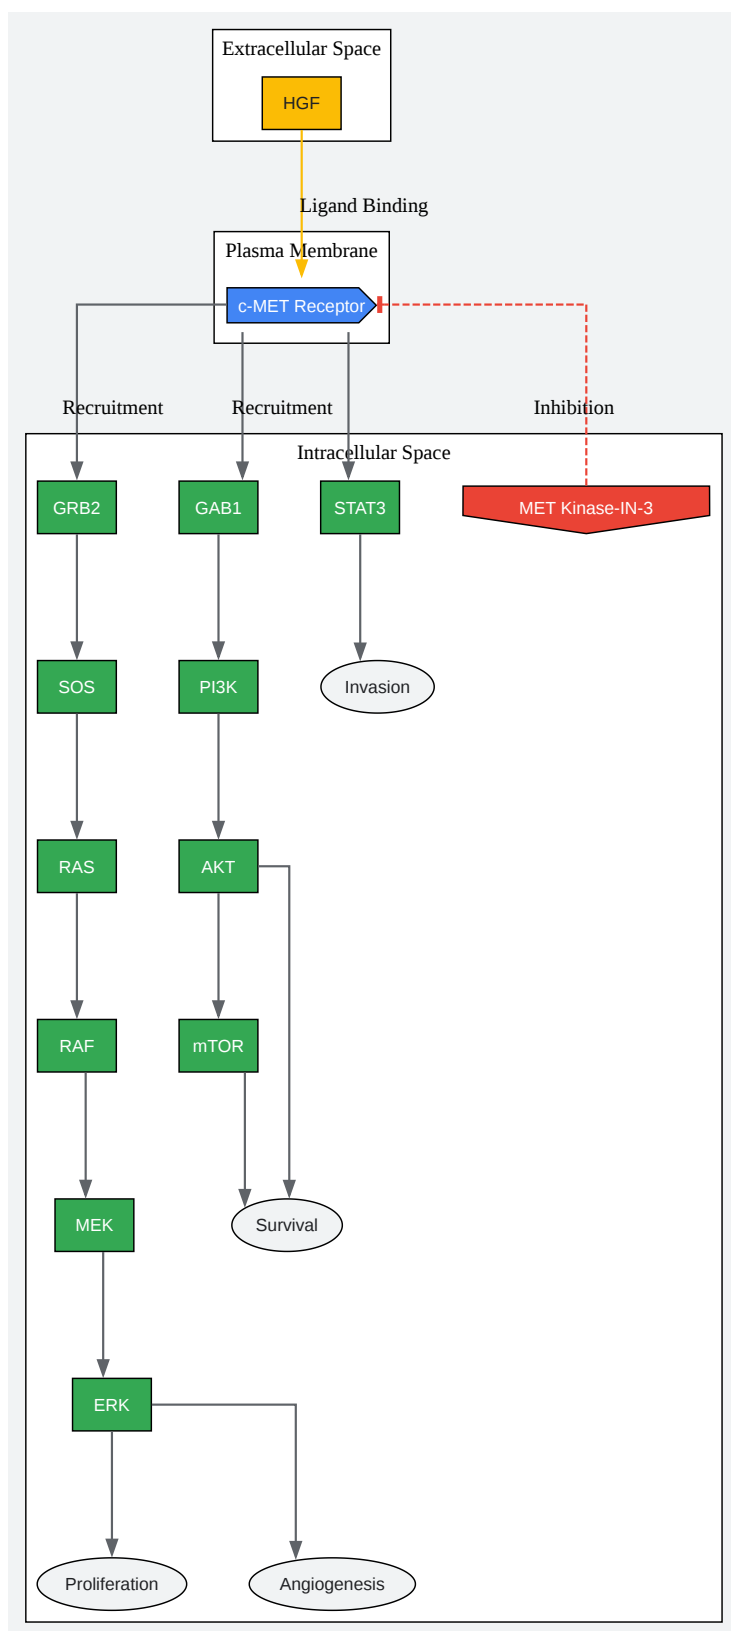 Extracellular Space
HGF
Ligand Binding
Plasma Membrane
c-MET Receptor
Recruitment
Recruitment
Inhibition
Intracellular Space
GRB2
GAB1
STAT3
MET Kinase-IN-3
SOS
PI3K
Invasion
RAS
AKT
RAF
mTOR
MEK
Survival
ERK
Proliferation
Angiogenesis